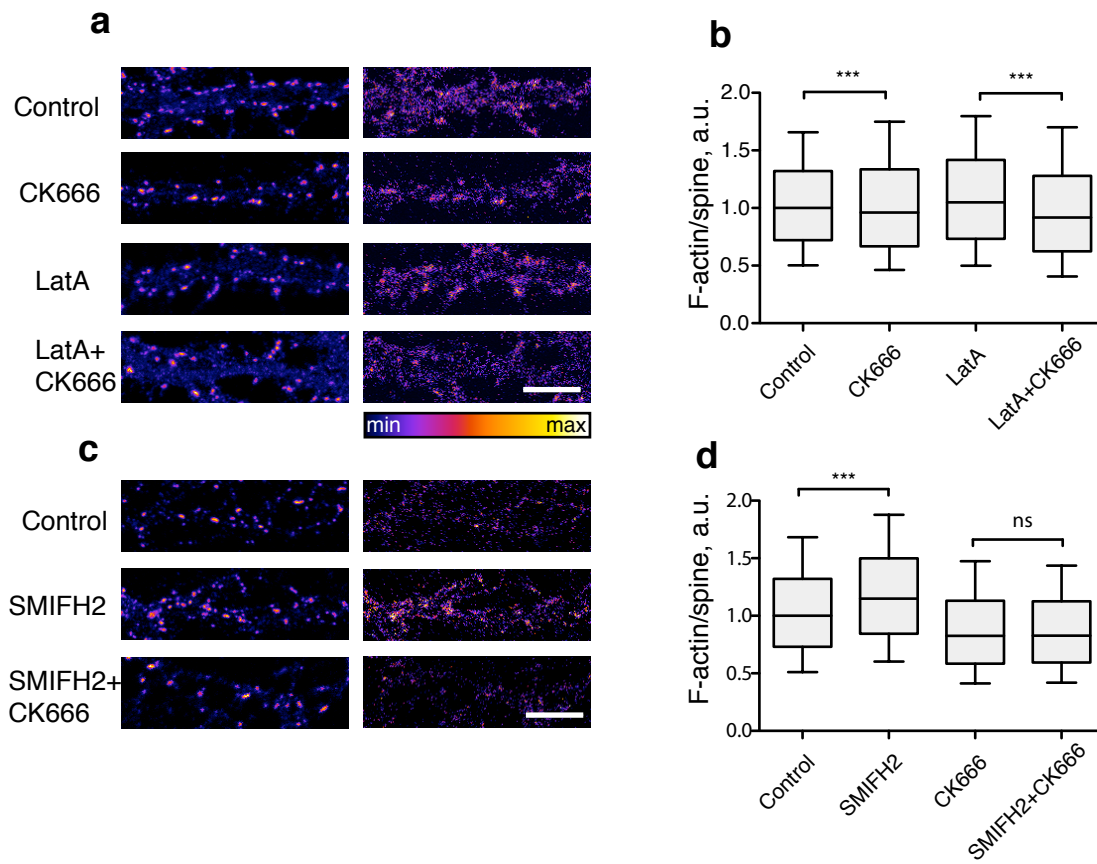 a
Control
CK666
LatA
LatA+
CK666
min
max
b
***
***
F-actin/spine, a.u.
2.0
1.5
1.0
0.5
0.0
Control
CK666
LatA
LatA+CK666
c
Control
SMIFH2
SMIFH2+
CK666
d
***
ns
F-actin/spine, a.u.
2.0
1.5
1.0
0.5
0.0
Control
SMIFH2
CK666
SMIFH2+CK666